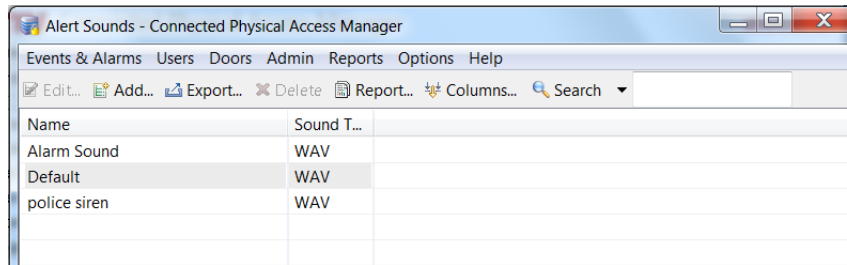 Alert Sounds - Connected Physical Access Manager
Events & Alarms Users Doors Admin Reports Options Help
Edit... Add... Export... Delete Report... Columns... Search
Name Sound T...
Alarm Sound WAV
Default WAV
police siren WAV